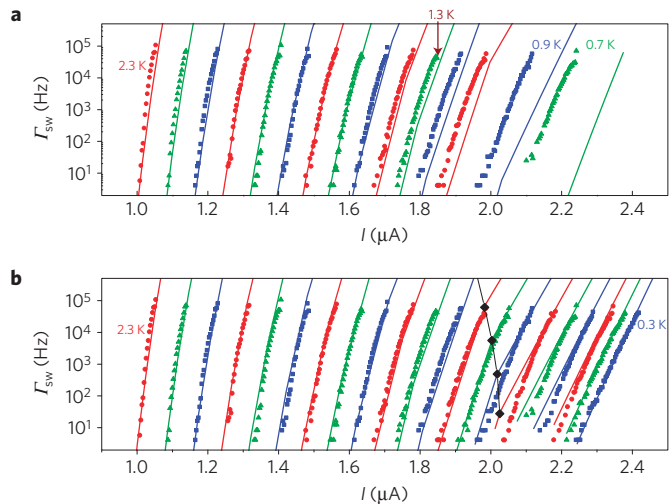 a
1.3 K
10⁵
10⁴
10³
10²
10¹
Γsw (Hz)
2.3 K
0.9 K
0.7 K
1.0 1.2 1.4 1.6 1.8 2.0 2.2 2.4
I (μA)
b
10⁵
10⁴
10³
10²
10¹
Γsw (Hz)
2.3 K
0.3 K
1.0 1.2 1.4 1.6 1.8 2.0 2.2 2.4
I (μA)